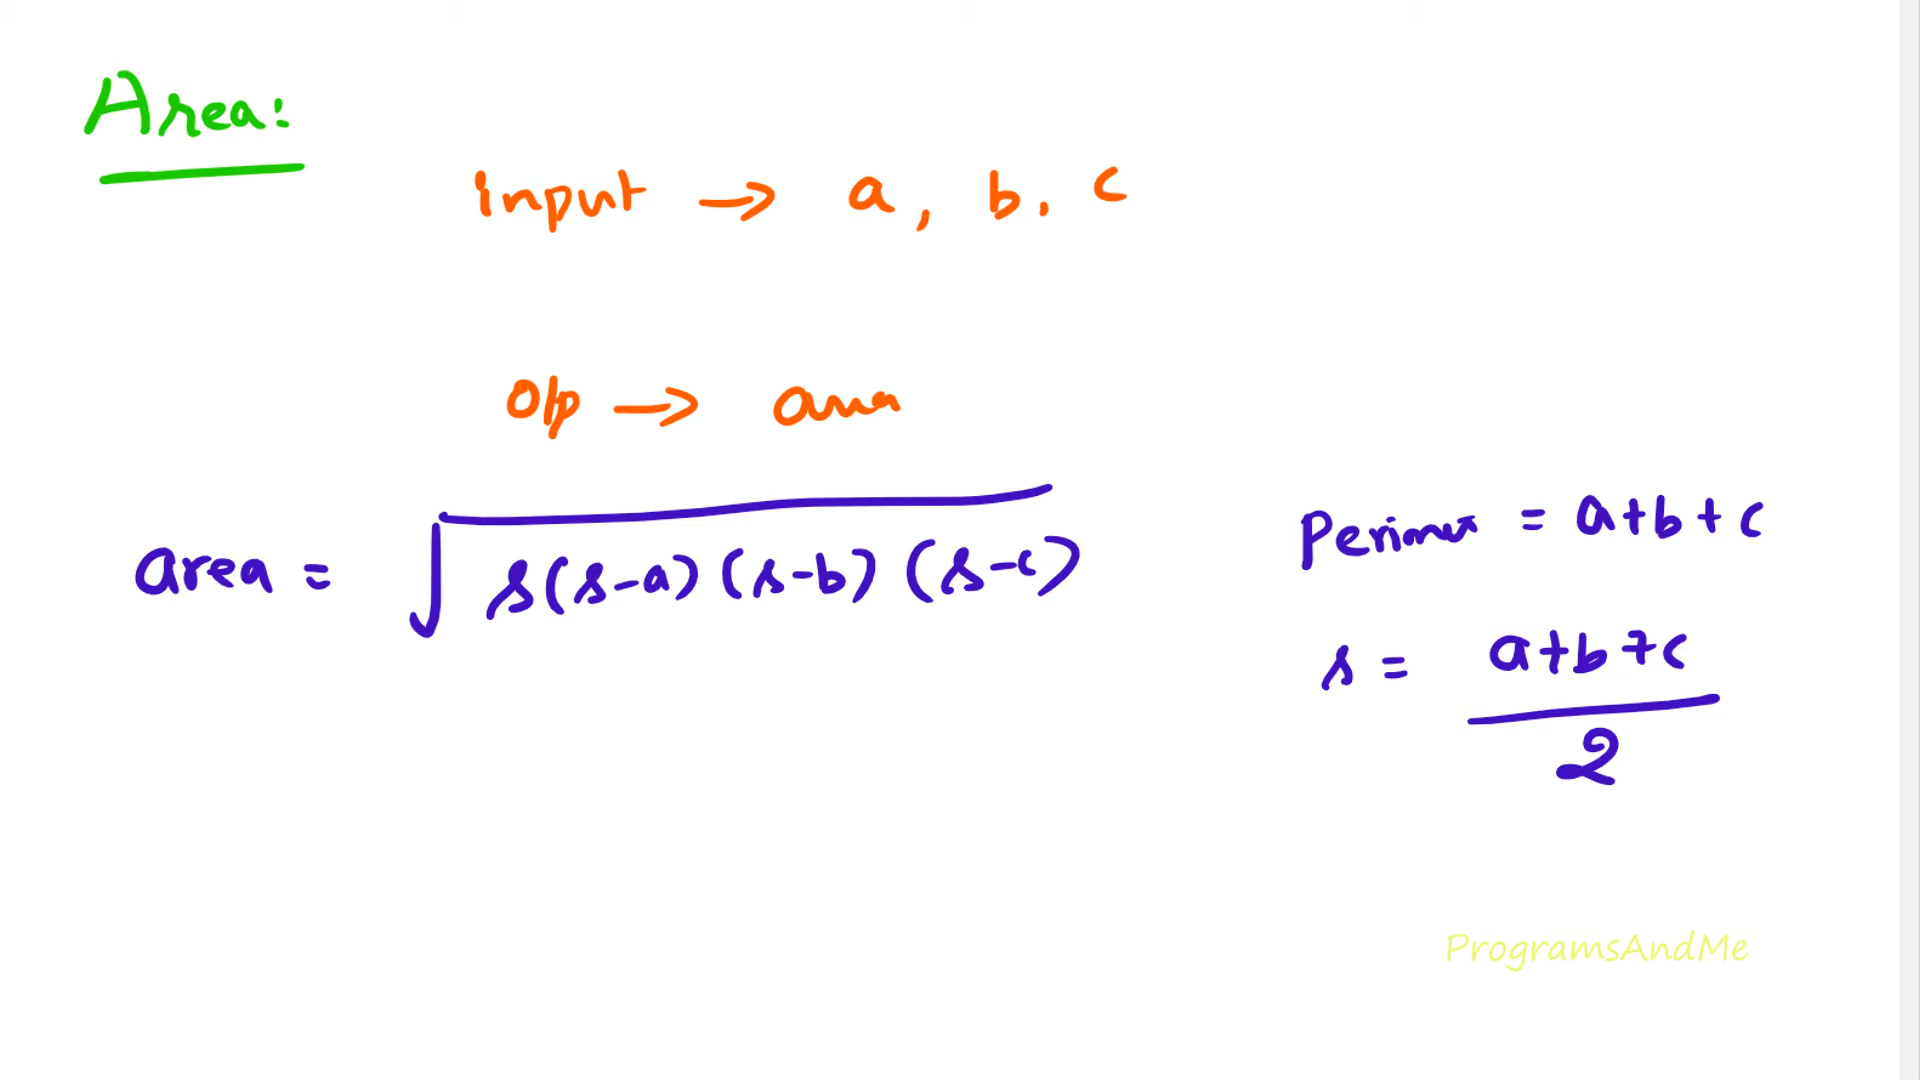 Area:
input → a, b, c
O/p → area
area = √s(s-a)(s-b)(s-c)
Perimeter = a+b+c
s = a+b+c
2
ProgramsAndMe